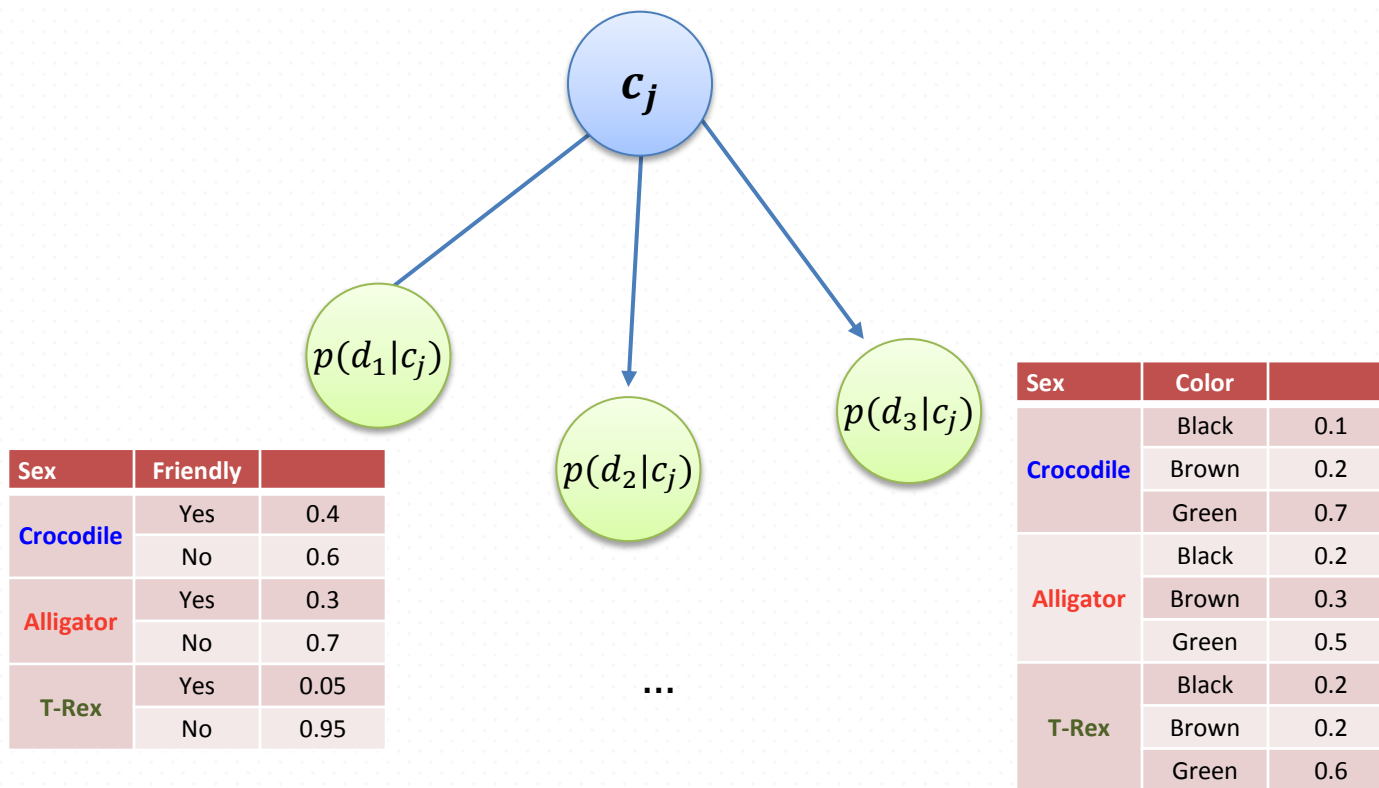 c_j
p(d_1|c_j)
p(d_2|c_j)
p(d_3|c_j)
Sex Friendly
Crocodile Yes 0.4
No 0.6
Alligator Yes 0.3
No 0.7
T-Rex Yes 0.05
No 0.95
...
Sex Color
Crocodile Black 0.1
Brown 0.2
Green 0.7
Alligator Black 0.2
Brown 0.3
Green 0.5
T-Rex Black 0.2
Brown 0.2
Green 0.6